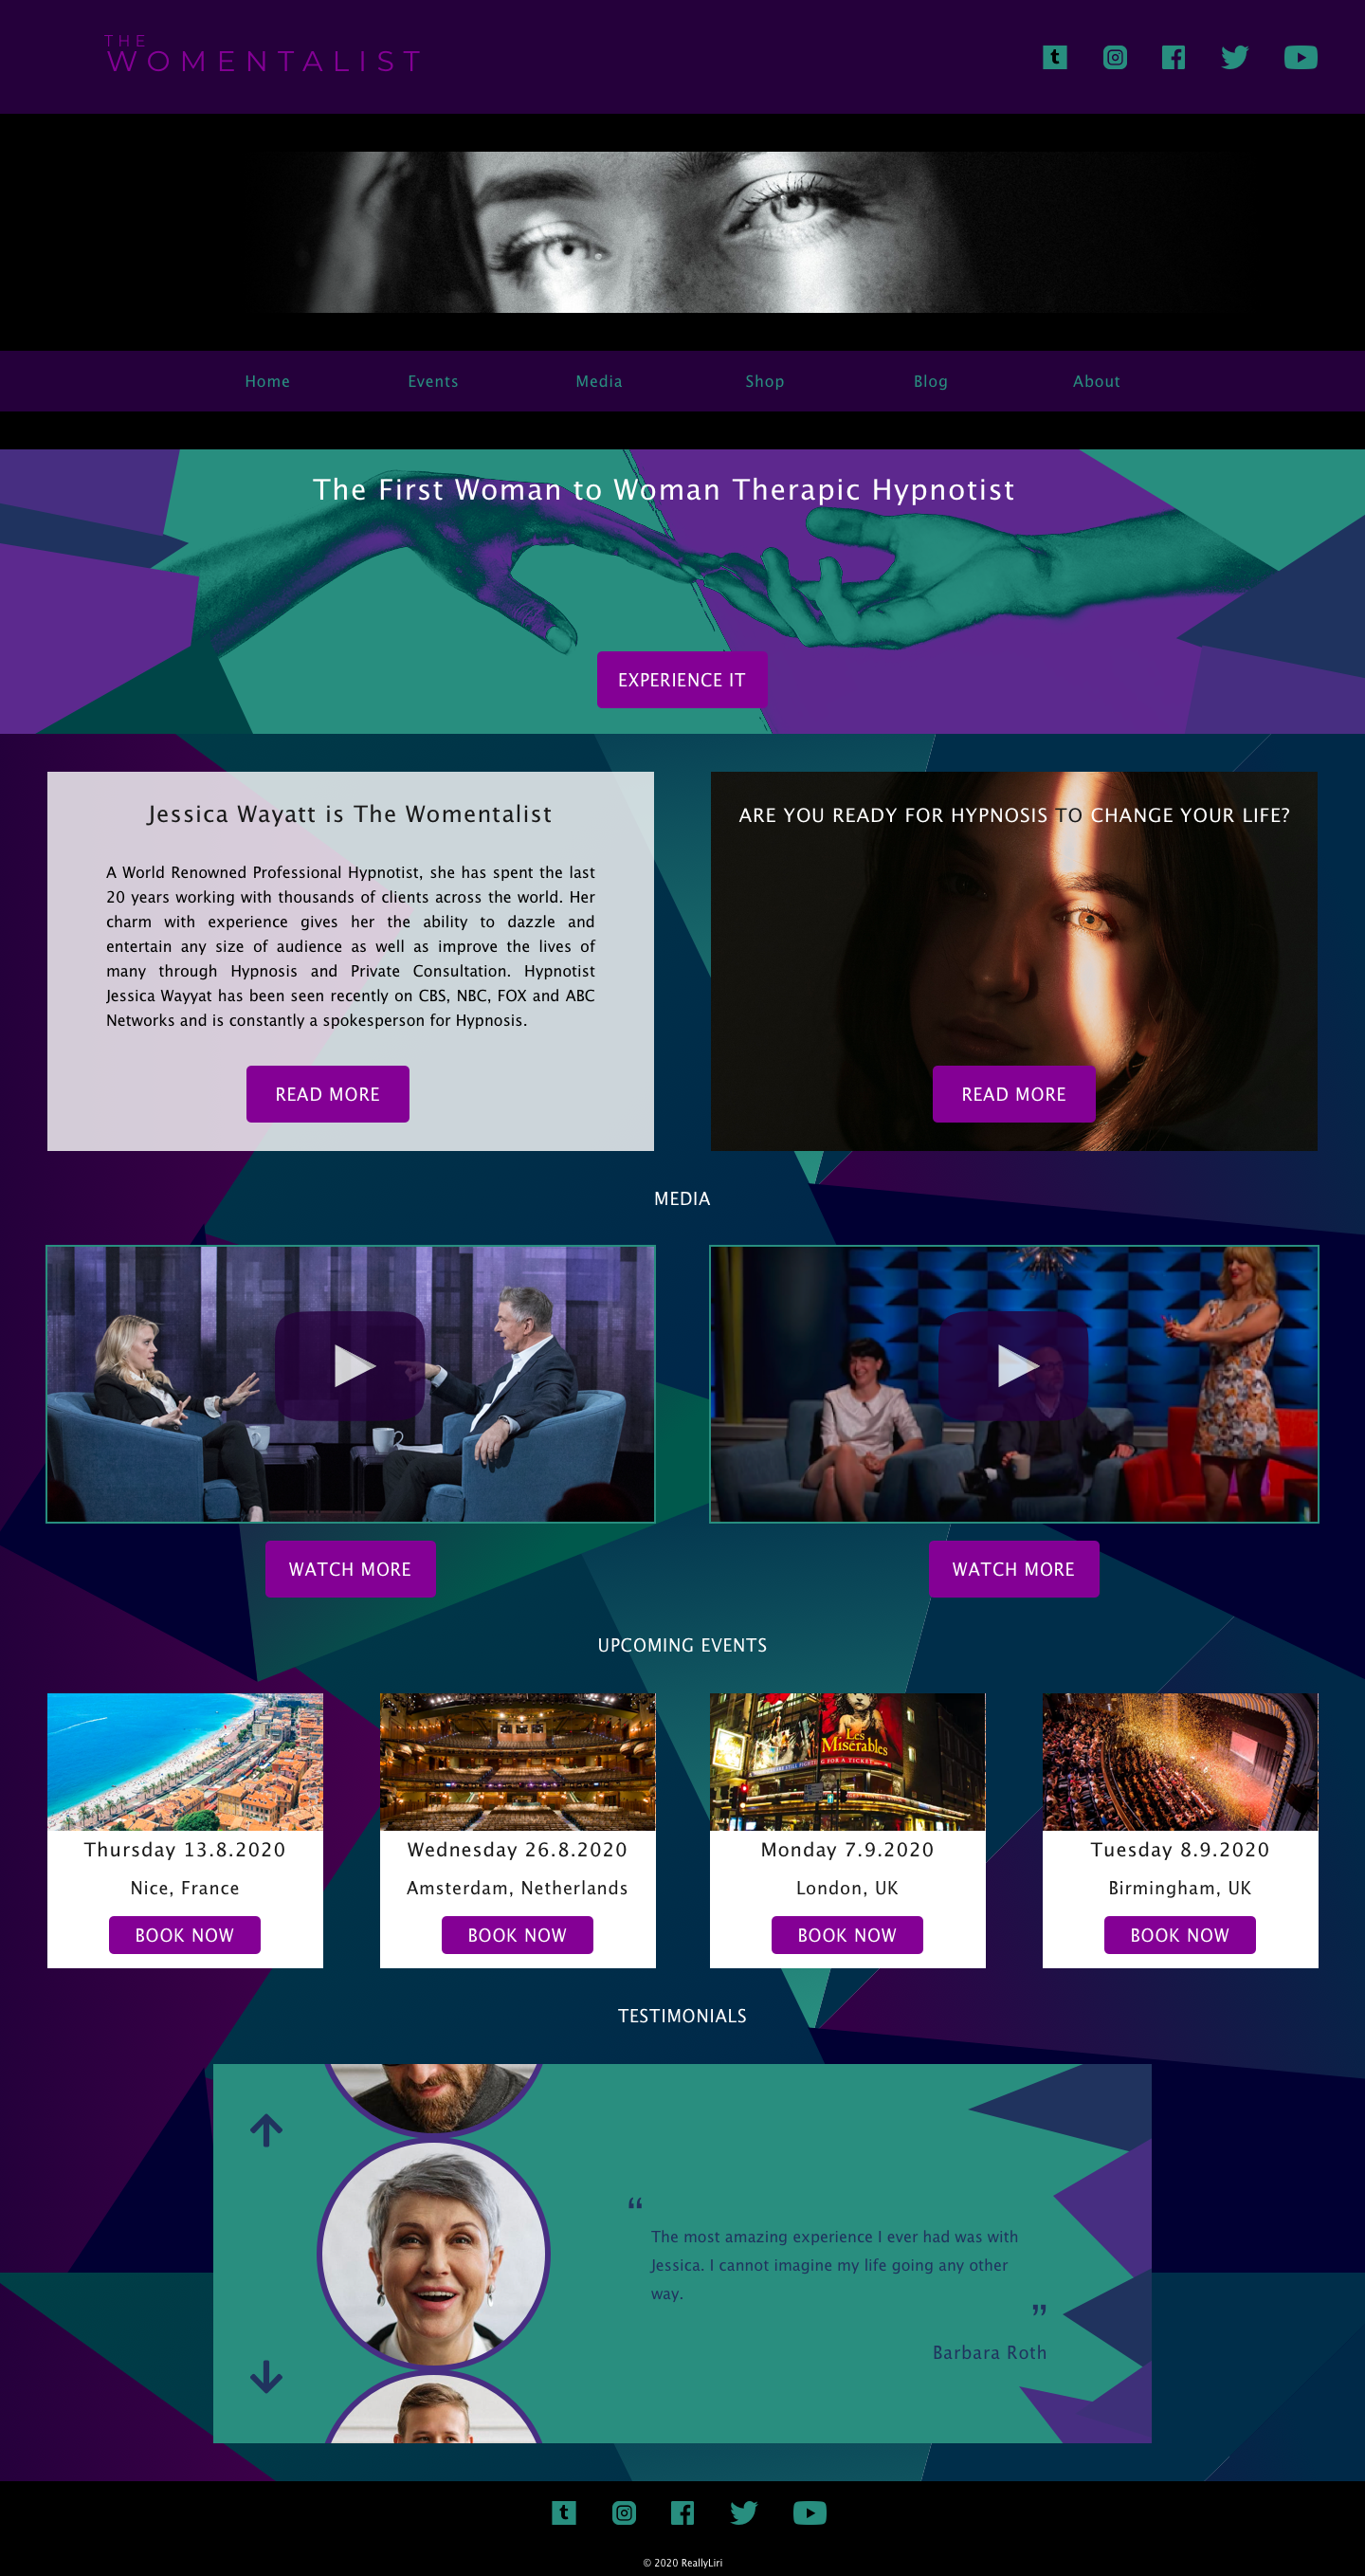 THE
WOMENTALIST
Home Events Media Shop Blog About
The First Woman to Woman Therapic Hypnotist
EXPERIENCE IT
Jessica Wayatt is The Womentalist
A World Renowned Professional Hypnotist, she has spent the last
20 years working with thousands of clients across the world. Her
charm with experience gives her the ability to dazzle and
entertain any size of audience as well as improve the lives of
many through Hypnosis and Private Consultation. Hypnotist
Jessica Wayyat has been seen recently on CBS, NBC, FOX and ABC
Networks and is constantly a spokesperson for Hypnosis.
READ MORE
ARE YOU READY FOR HYPNOSIS TO CHANGE YOUR LIFE?
READ MORE
MEDIA
WATCH MORE
WATCH MORE
UPCOMING EVENTS
Thursday 13.8.2020
Nice, France
BOOK NOW
Wednesday 26.8.2020
Amsterdam, Netherlands
BOOK NOW
Les
Misérables
Monday 7.9.2020
London, UK
BOOK NOW
Tuesday 8.9.2020
Birmingham, UK
BOOK NOW
TESTIMONIALS
“
The most amazing experience I ever had was with
Jessica. I cannot imagine my life going any other
way.
”
Barbara Roth
© 2020 ReallyLiri